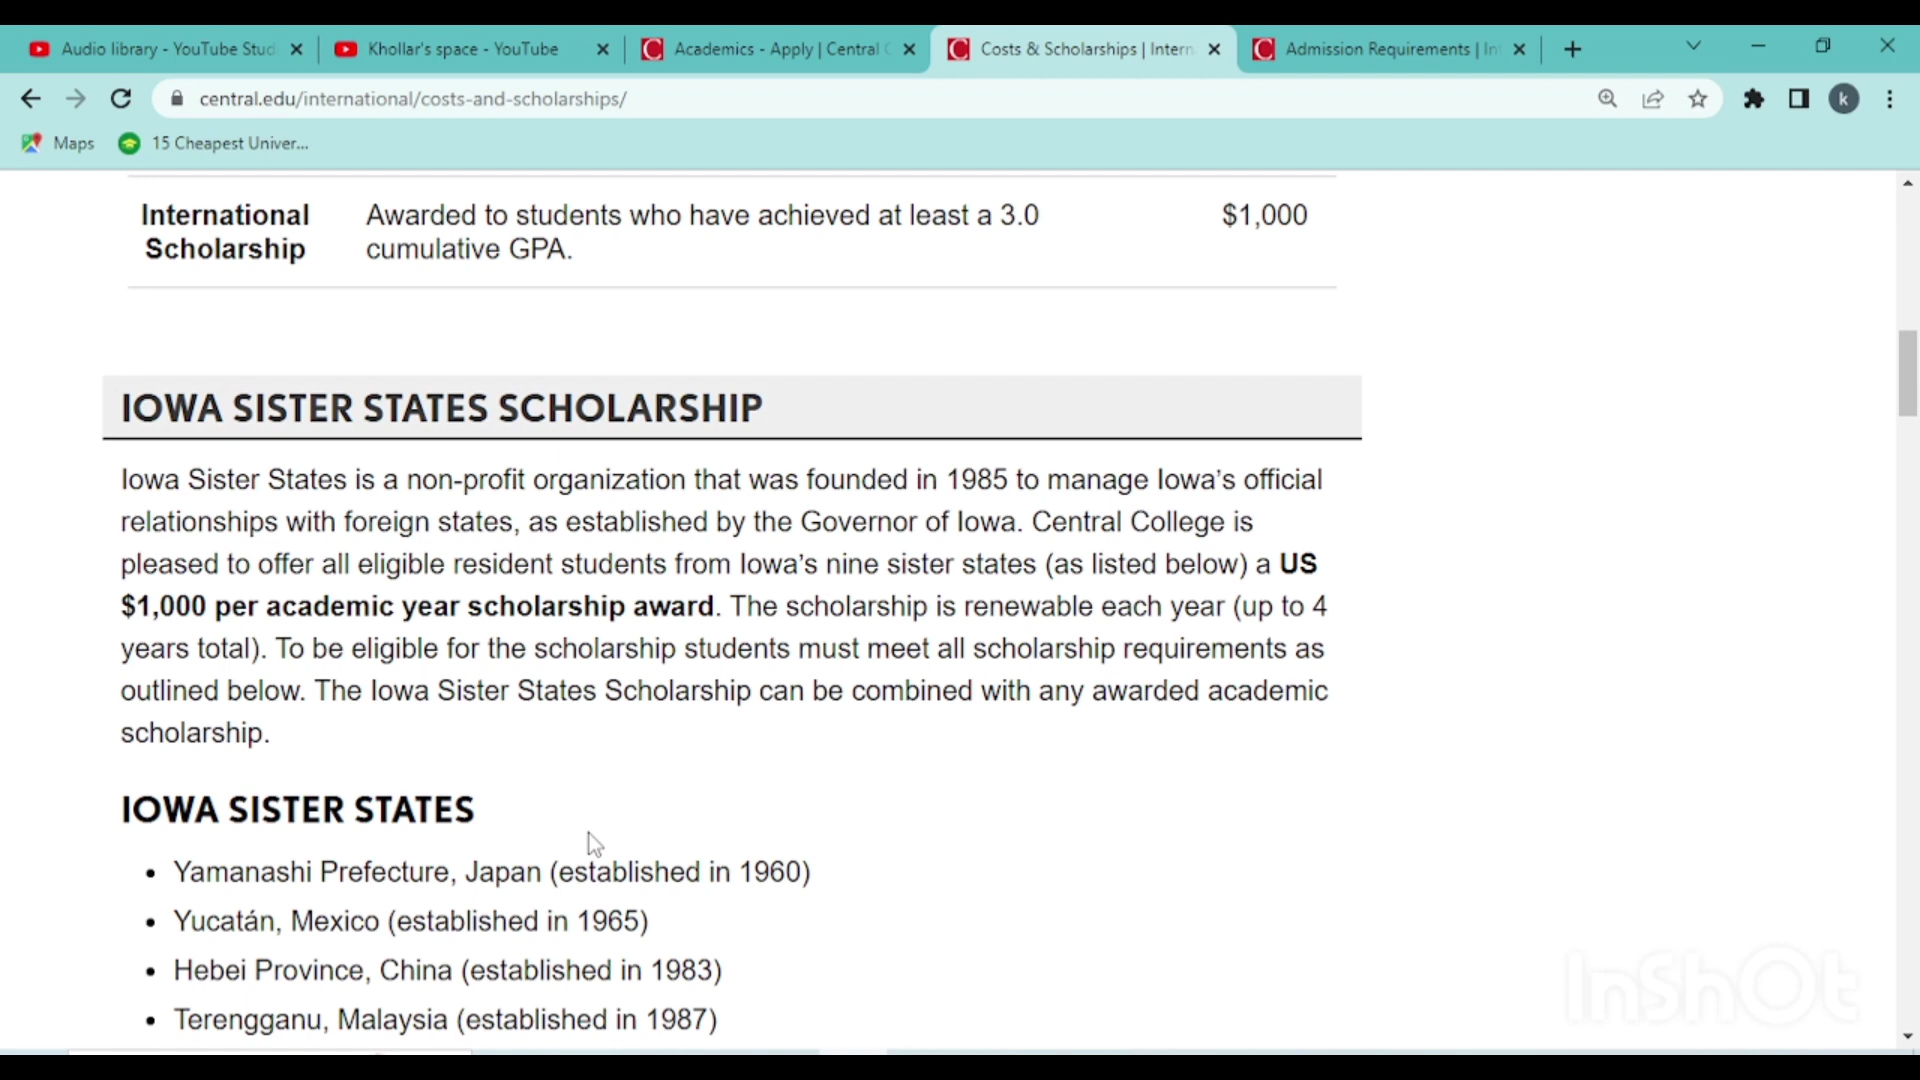 Audio library - YouTube Stud
Khollar's space - YouTube
Academics - Apply | Central C
Costs & Scholarships | Intern
Admission Requirements | In
central.edu/international/costs-and-scholarships/
k
Maps
15 Cheapest Univer...
International Scholarship
Awarded to students who have achieved at least a 3.0
cumulative GPA.
$1,000
IOWA SISTER STATES SCHOLARSHIP
Iowa Sister States is a non-profit organization that was founded in 1985 to manage Iowa's official
relationships with foreign states, as established by the Governor of Iowa. Central College is
pleased to offer all eligible resident students from Iowa's nine sister states (as listed below) a US
$1,000 per academic year scholarship award. The scholarship is renewable each year (up to 4
years total). To be eligible for the scholarship students must meet all scholarship requirements as
outlined below. The Iowa Sister States Scholarship can be combined with any awarded academic
scholarship.
IOWA SISTER STATES
• Yamanashi Prefecture, Japan (established in 1960)
• Yucatán, Mexico (established in 1965)
• Hebei Province, China (established in 1983)
• Terengganu, Malaysia (established in 1987)
InShOt